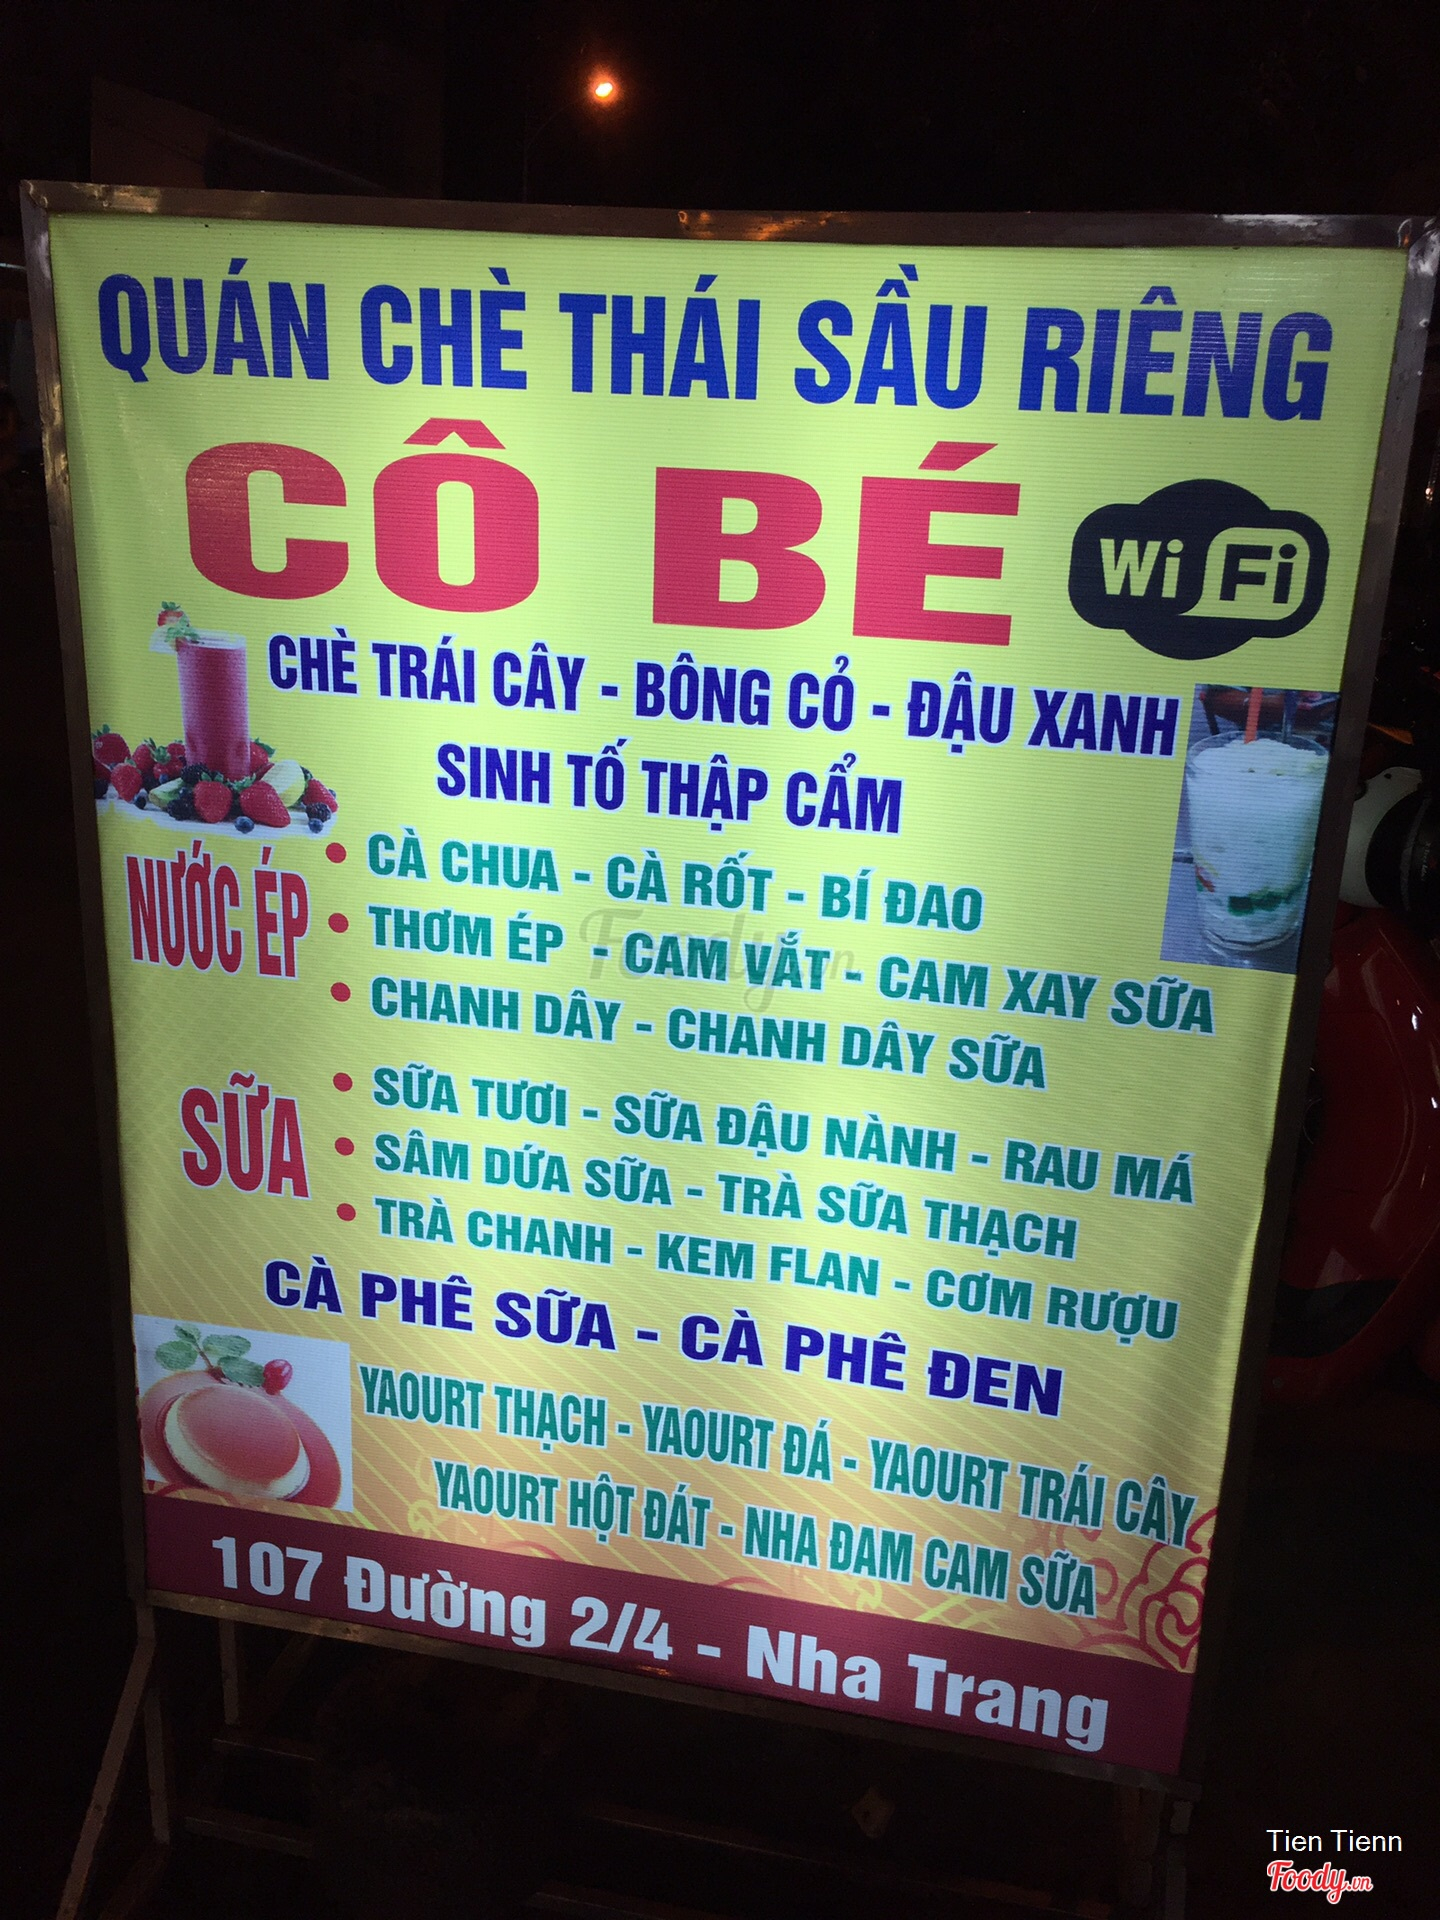 QUÁN CHÈ THÁI SẦU RIÊNG
CÔ BÉ
Wi Fi
CHÈ TRÁI CÂY - BÔNG CỎ - ĐẬU XANH
SINH TỐ THẬP CẨM
NƯỚC ÉP
• CÀ CHUA - CÀ RỐT - BÍ ĐAO
• THƠM ÉP - CAM VẮT - CAM XAY SỮA
• CHANH DÂY - CHANH DÂY SỮA
SỮA
• SỮA TƯƠI - SỮA ĐẬU NÀNH - RAU MÁ
• SÂM DỨA SỮA - TRÀ SỮA THẠCH
• TRÀ CHANH - KEM FLAN - CƠM RƯỢU
CÀ PHÊ SỮA - CÀ PHÊ ĐEN
YAOURT THẠCH - YAOURT ĐÁ - YAOURT TRÁI CÂY
YAOURT HỘT ĐÁT - NHA ĐAM CAM SỮA
107 Đường 2/4 - Nha Trang
Foody.vn
Tien Tienn
Foody.vn